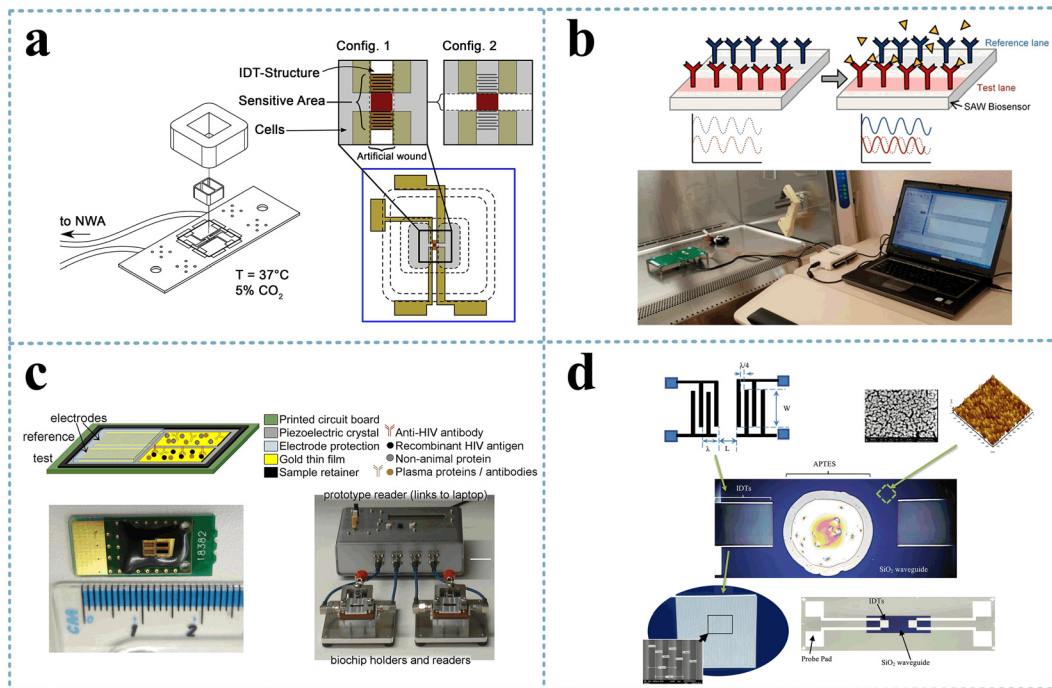 a
Config. 1
Config. 2
IDT-Structure
Sensitive Area
Cells
Artificial wound
to NWA
T = 37°C
5% CO2
b
Reference lane
Test lane
SAW Biosensor
c
electrodes
reference
test
Printed circuit board
Piezoelectric crystal
Electrode protection
Gold thin film
Sample retainer
Anti-HIV antibody
Recombinant HIV antigen
Non-animal protein
Plasma proteins / antibodies
prototype reader (links to laptop)
18382
CM 0 1 2
biochip holders and readers
d
λ/4
W
λ
L
APTES
IDTs
SiO2 waveguide
IDTs
Probe Pad
SiO2 waveguide